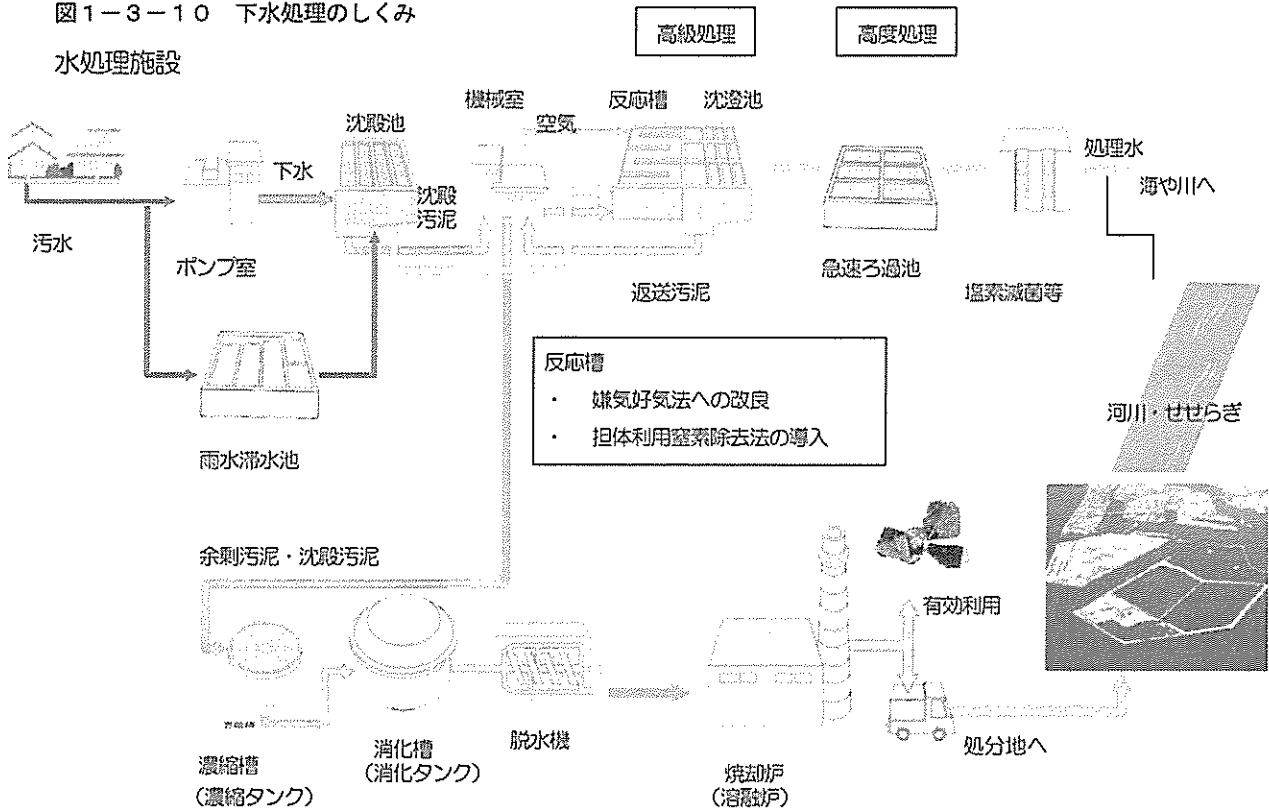 図1-3-10 下水処理のしくみ
水処理施設
高級処理
高度処理
汚水
ポンプ室
下水
沈殿池
沈殿
汚泥
機械室
空気
反応槽
沈澄池
返送汚泥
急速ろ過池
塩素滅菌等
処理水
海や川へ
雨水滞水池
反応槽
・ 嫌気好気法への改良
・ 担体利用窒素除去法の導入
河川・せせらぎ
余剰汚泥・沈殿汚泥
濃縮槽
(濃縮タンク)
消化槽
(消化タンク)
脱水機
焼却炉
(溶融炉)
有効利用
処分地へ